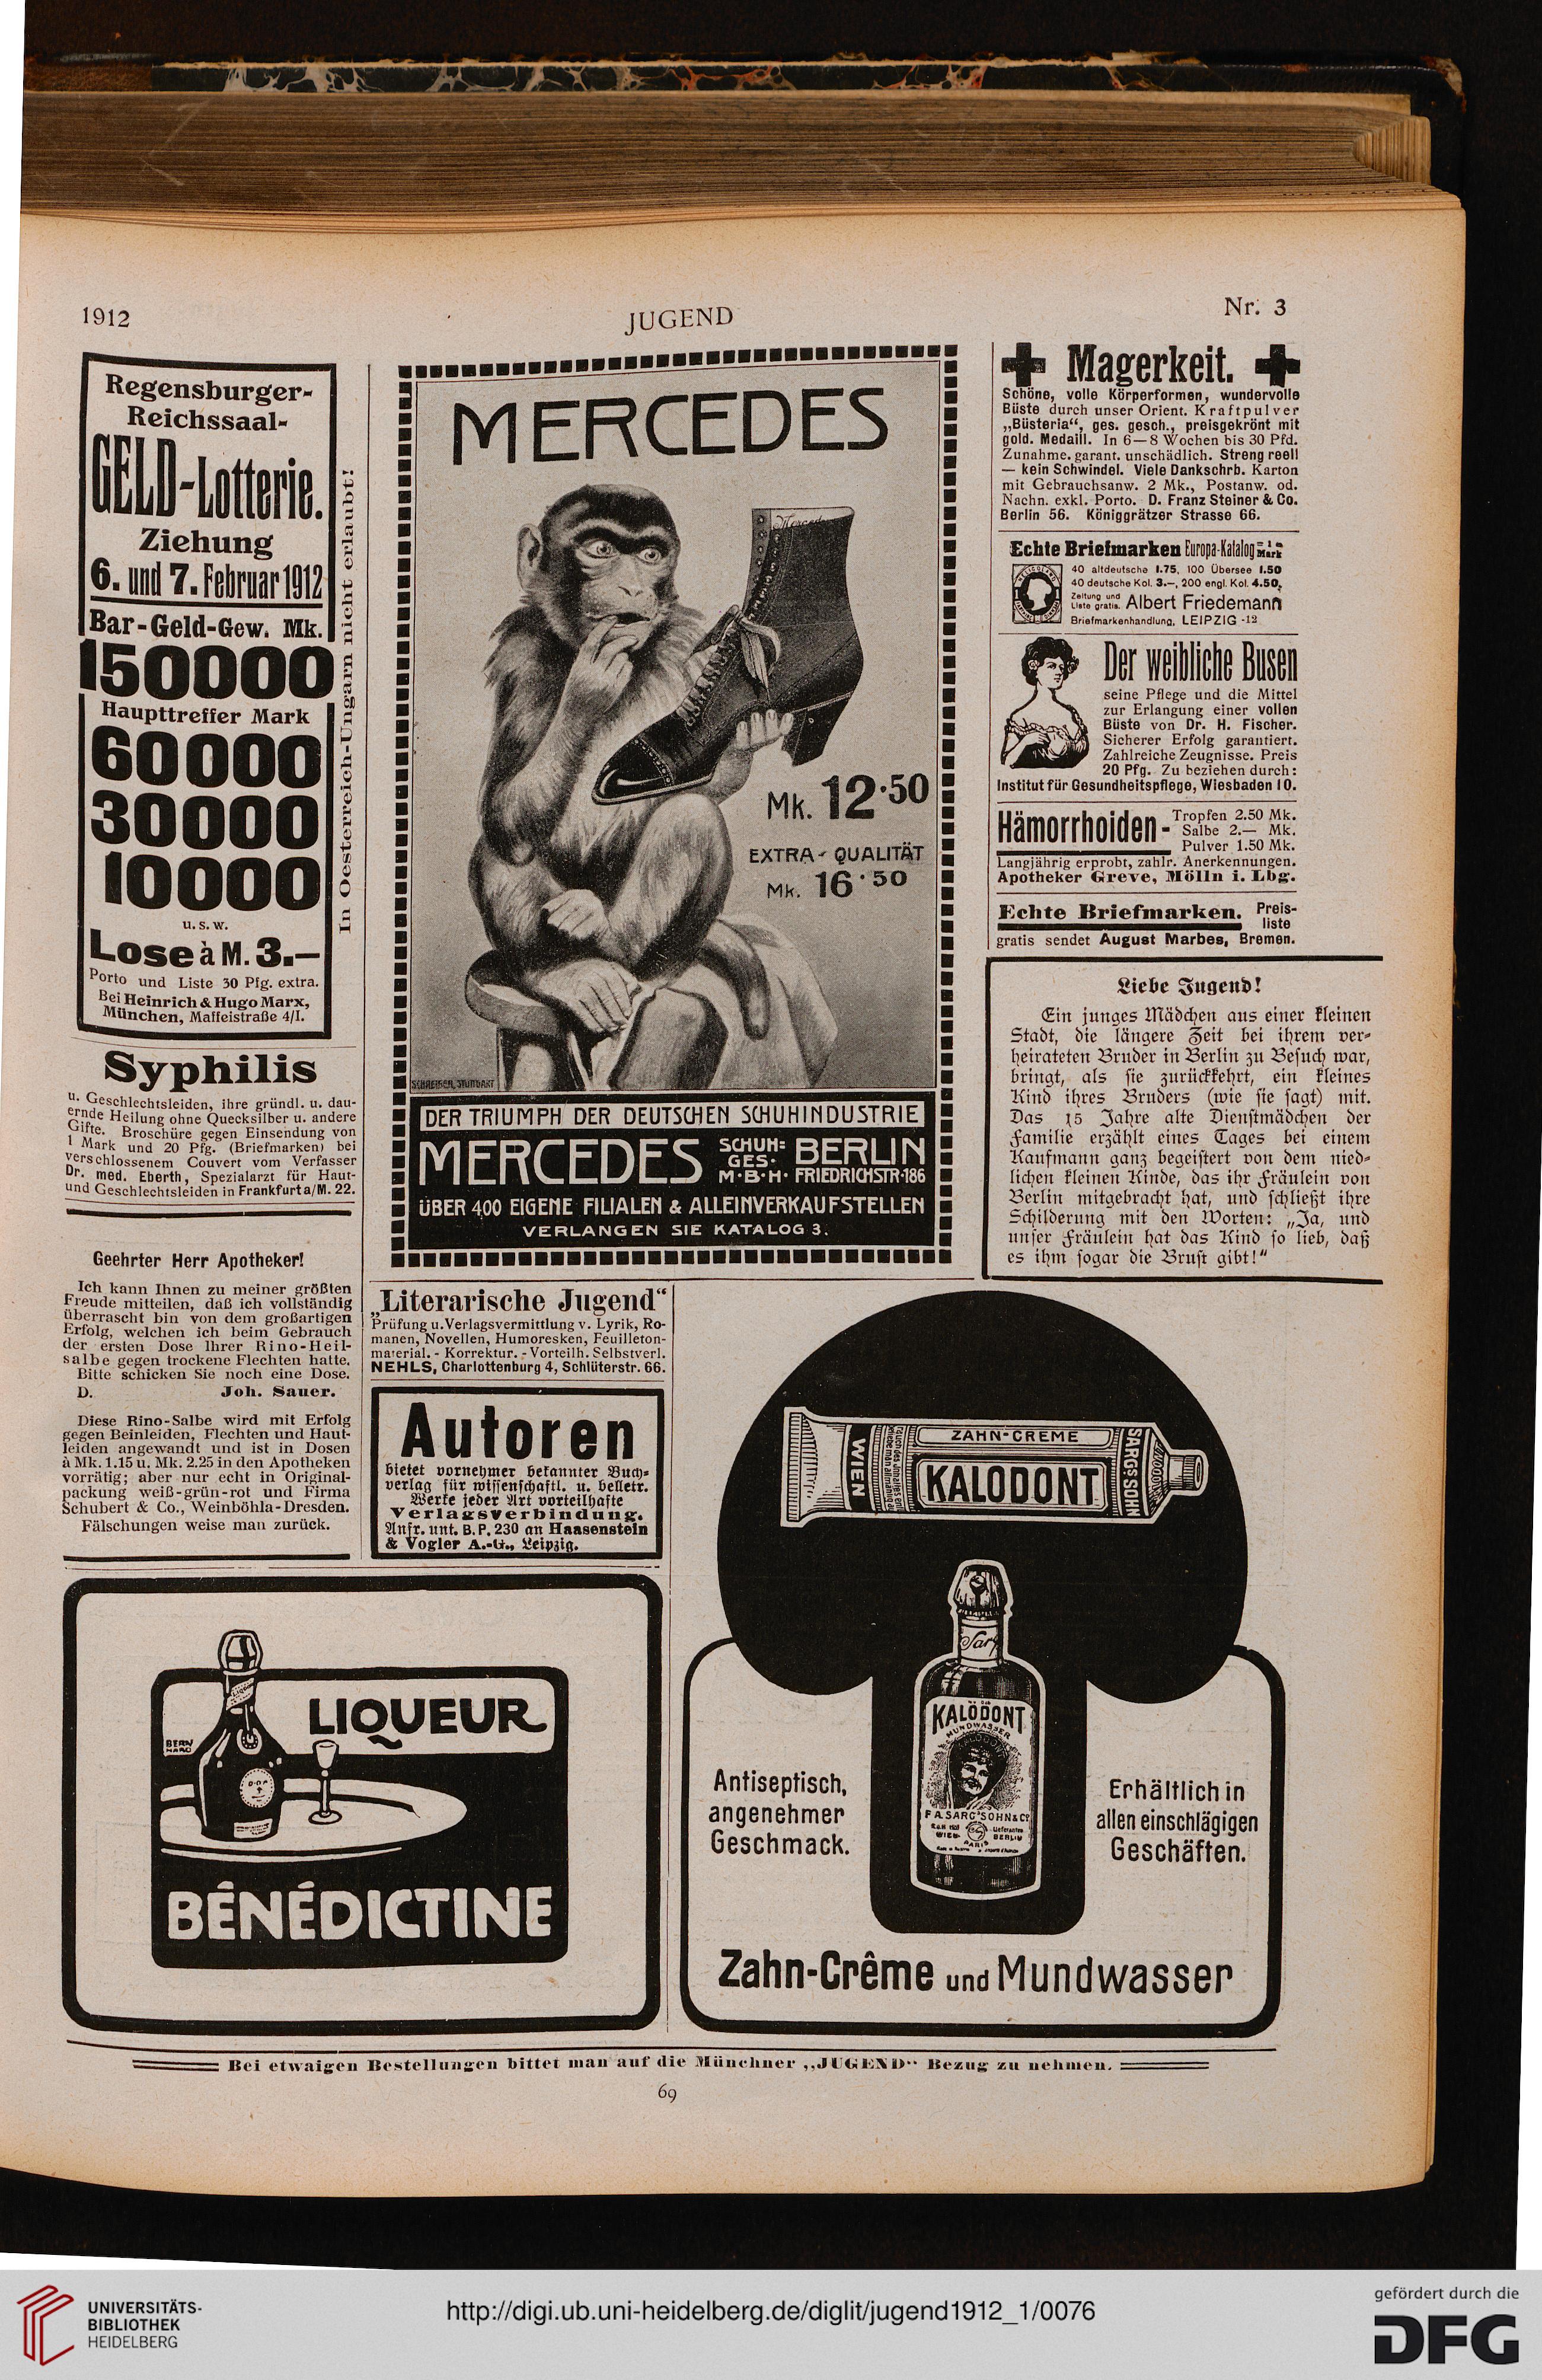 1912
JUGEND
Nr. 3
Regensburger-
Reichssaal-
GELD-Lotterie.
Ziehung
6. und 7. Februar 1912
Bar-Geld-Gew. Mk.
150000
Haupttreffer Mark
60000
30000
10000
u. s. w.
Lose à M. 3.—
Porto und Liste 30 Pfg. extra.
Bei Heinrich & Hugo Marx,
München, Maffeistraße 4/I.
In Oesterreich-Ungarn nicht erlaubt!
Syphilis
u. Geschlechtsleiden, ihre gründl. u. dau-
ernde Heilung ohne Quecksilber u. andere
Gifte. Broschüre gegen Einsendung von
1 Mark und 20 Pfg. (Briefmarken) bei
verschlossenem Couvert vom Verfasser
Dr. med. Eberth, Spezialarzt für Haut-
und Geschlechtsleiden in Frankfurt a/M. 22.
Geehrter Herr Apotheker!
Ich kann Ihnen zu meiner größten
Freude mitteilen, daß ich vollständig
überrascht bin von dem großartigen
Erfolg, welchen ich beim Gebrauch
der ersten Dose Ihrer Rino-Heil-
salbe gegen trockene Flechten hatte.
Bitte schicken Sie noch eine Dose.
D. Joh. Sauer.
Diese Rino-Salbe wird mit Erfolg
gegen Beinleiden, Flechten und Haut-
leiden angewandt und ist in Dosen
à Mk. 1.15 u. Mk. 2.25 in den Apotheken
vorrätig; aber nur echt in Original-
packung weiß-grün-rot und Firma
Schubert & Co., Weinböhla-Dresden.
Fälschungen weise man zurück.
MERCEDES
Mercedes
Mk. 12·50
EXTRA-QUALITÄT
Mk. 16·50
SCHREIBER, STUTTGART
DER TRIUMPH DER DEUTSCHEN SCHUHINDUSTRIE
MERCEDES SCHUH-GES. M·B·H· BERLIN FRIEDRICHSTR·186
ÜBER 400 EIGENE FILIALEN & ALLEINVERKAUFSTELLEN
VERLANGEN SIE KATALOG 3.
„Literarische Jugend“
Prüfung u. Verlagsvermittlung v. Lyrik, Ro-
manen, Novellen, Humoresken, Feuilleton-
material. - Korrektur. - Vorteilh. Selbstverl.
NEHLS, Charlottenburg 4, Schlüterstr. 66.
Autoren
bietet vornehmer bekannter Buch-
verlag für wissenschaftl. u. belletr.
Werke jeder Art vorteilhafte
Verlagsverbindung.
Anfr. unt. B. P. 230 an Haasenstein
& Vogler A.-G., Leipzig.
Magerkeit.
Schöne, volle Körperformen, wundervolle
Büste durch unser Orient. Kraftpulver
„Büsteria“, ges. gesch., preisgekrönt mit
gold. Medaill. In 6—8 Wochen bis 30 Pfd.
Zunahme. garant. unschädlich. Streng reell
— kein Schwindel. Viele Dankschrb. Karton
mit Gebrauchsanw. 2 Mk., Postanw. od.
Nachn. exkl. Porto. D. Franz Steiner & Co.
Berlin 56. Königgrätzer Strasse 66.
Echte Briefmarken Europa-Katalog = 1 = Mark
40 altdeutsche 1.75, 100 Übersee 1.50
40 deutsche Kol. 3.—, 200 engl. Kol. 4.50,
Zeitung und Liste gratis. Albert Friedemann
Briefmarkenhandlung, LEIPZIG -12
Der weibliche Busen
seine Pflege und die Mittel
zur Erlangung einer vollen
Büste von Dr. H. Fischer.
Sicherer Erfolg garantiert.
Zahlreiche Zeugnisse. Preis
20 Pfg. Zu beziehen durch:
Institut für Gesundheitspflege, Wiesbaden 10.
Hämorrhoiden-
Tropfen 2.50 Mk.
Salbe 2.— Mk.
Pulver 1.50 Mk.
Langjährig erprobt, zahlr. Anerkennungen.
Apotheker Greve, Mölln i. Lbg.
Echte Briefmarken. Preis-
liste
gratis sendet August Marbes, Bremen.
Liebe Jugend!
Ein junges Mädchen aus einer kleinen
Stadt, die längere Zeit bei ihrem ver-
heirateten Bruder in Berlin zu Besuch war,
bringt, als sie zurückkehrt, ein kleines
Kind ihres Bruders (wie sie sagt) mit.
Das 15 Jahre alte Dienstmädchen der
Familie erzählt eines Tages bei einem
Kaufmann ganz begeistert von dem nied-
lichen kleinen Kinde, das ihr Fräulein von
Berlin mitgebracht hat, und schließt ihre
Schilderung mit den Worten: „Ja, und
unser Fräulein hat das Kind so lieb, daß
es ihm sogar die Brust gibt!“
LIQUEUR
BERN
HARD
BÉNÉDICTINE
WIEN
ZAHN-CREME
KALODONT
SARGS SOHN
Sarg
KALODONT
MUNDWASSER
F. A. SARG'S SOHN & Co
WIEN
PARIS
BERLIN
Antiseptisch,
angenehmer
Geschmack.
Erhältlich in
allen einschlägigen
Geschäften.
Zahn-Crême und Mundwasser
Bei etwaigen Bestellungen bittet man auf die Münchner „JUGEND“ Bezug zu nehmen.
69
UNIVERSITÄTS-
BIBLIOTHEK
HEIDELBERG
http://digi.ub.uni-heidelberg.de/diglit/jugend1912_1/0076
gefördert durch die
DFG